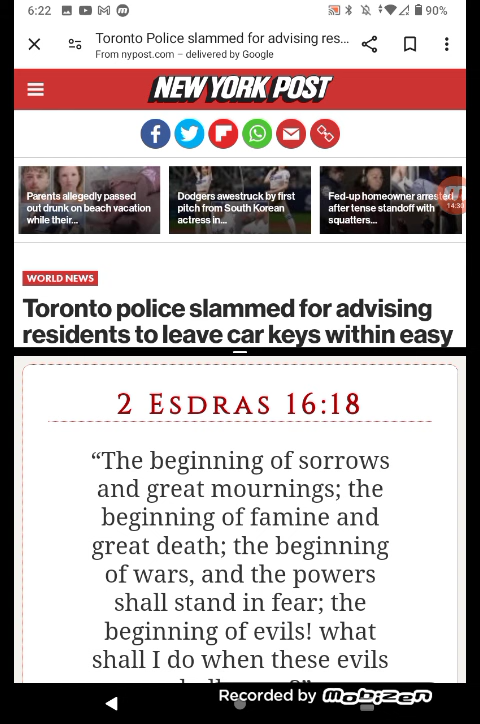 6:22
90%
Toronto Police slammed for advising res...
From nypost.com – delivered by Google
NEW YORK POST
Parents allegedly passed
out drunk on beach vacation
while their...
Dodgers awestruck by first
pitch from South Korean
actress in...
Fed-up homeowner arrested
after tense standoff with
squatters...
14:30
WORLD NEWS
Toronto police slammed for advising
residents to leave car keys within easy
2 Esdras 16:18
“The beginning of sorrows
and great mournings; the
beginning of famine and
great death; the beginning
of wars, and the powers
shall stand in fear; the
beginning of evils! what
shall I do when these evils
Recorded by Mobizen